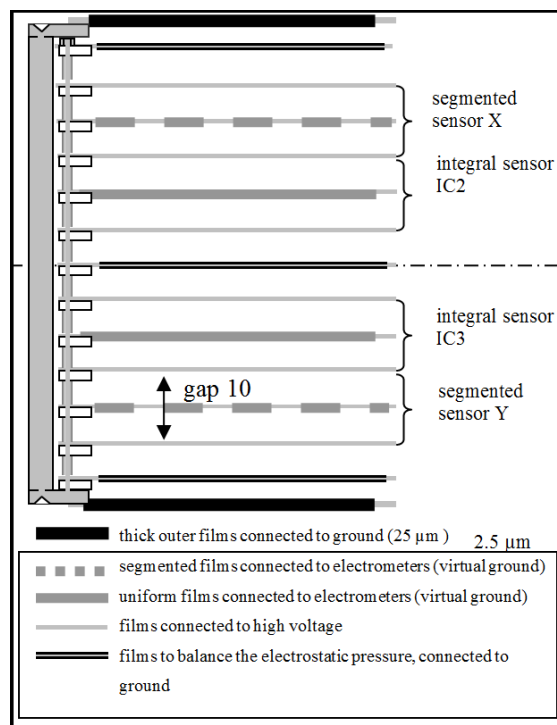 segmented
sensor X
integral sensor
IC2
integral sensor
IC3
gap 10
segmented
sensor Y
thick outer films connected to ground (25 µm )
2.5 µm
segmented films connected to electrometers (virtual ground)
uniform films connected to electrometers (virtual ground)
films connected to high voltage
films to balance the electrostatic pressure, connected to
ground